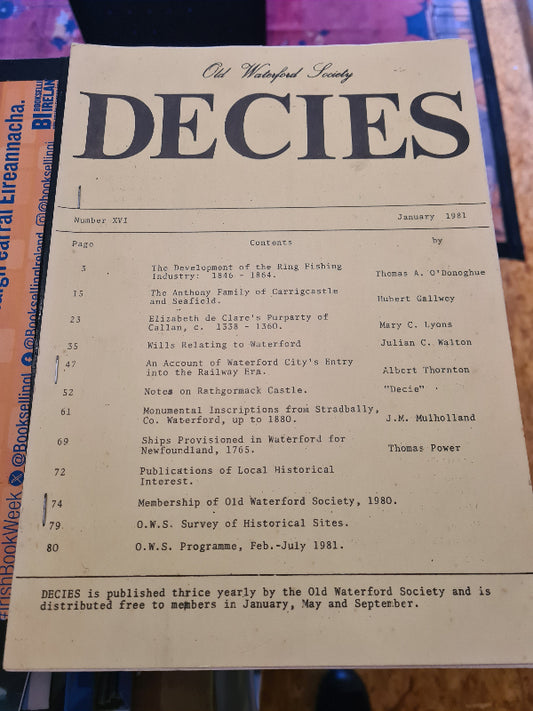 Old Waterford Society
DECIES
Number XVI January 1981
Page Contents by
3 The Development of the Ring Fishing
Industry: 1846 - 1864. Thomas A. O'Donoghue
15 The Anthony Family of Carrigcastle
and Seafield. Hubert Gallwey
23 Elizabeth de Clare's Purparty of
Callan, c. 1338 - 1360. Mary C. Lyons
35 Wills Relating to Waterford Julian C. Walton
47 An Account of Waterford City's Entry
into the Railway Era. Albert Thornton
52 Notes on Rathgormack Castle. "Decie"
61 Monumental Inscriptions from Stradbally,
Co. Waterford, up to 1880. J.M. Mulholland
69 Ships Provisioned in Waterford for
Newfoundland, 1765. Thomas Power
72 Publications of Local Historical
Interest.
74 Membership of Old Waterford Society, 1980.
79. O.W.S. Survey of Historical Sites.
80 O.W.S. Programme, Feb.-July 1981.
DECIES is published thrice yearly by the Old Waterford Society and is
distributed free to members in January, May and September.
Éireannacha.
BI
#IrishBookWeek @BooksellingI @BooksellingIreland @booksellingi